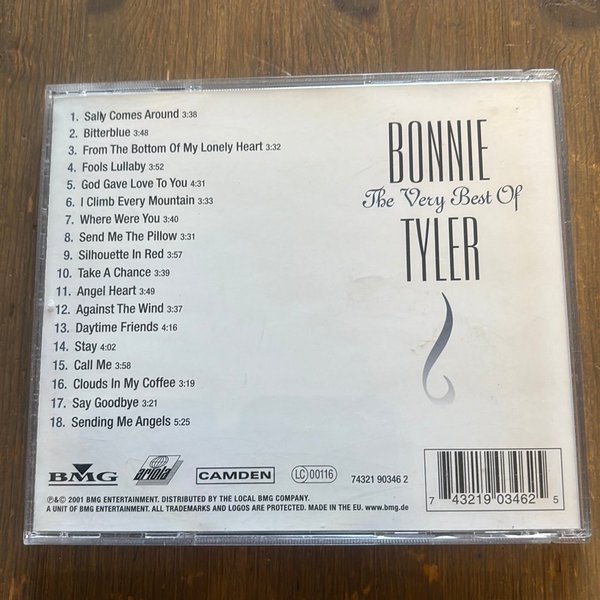 1. Sally Comes Around 3:38
2. Bitterblue 3:48
3. From The Bottom Of My Lonely Heart 3:32
4. Fools Lullaby 3:52
5. God Gave Love To You 4:31
6. I Climb Every Mountain 3:33
7. Where Were You 3:40
8. Send Me The Pillow 3:31
9. Silhouette In Red 3:57
10. Take A Chance 3:39
11. Angel Heart 3:49
12. Against The Wind 3:37
13. Daytime Friends 4:16
14. Stay 4:02
15. Call Me 3:58
16. Clouds In My Coffee 3:19
17. Say Goodbye 3:21
18. Sending Me Angels 5:25
BONNIE
The Very Best Of
TYLER
BMG ariola CAMDEN LC 00116 74321 90346 2
7 43219 03462 5
℗&© 2001 BMG ENTERTAINMENT. DISTRIBUTED BY THE LOCAL BMG COMPANY.
A UNIT OF BMG ENTERTAINMENT. ALL TRADEMARKS AND LOGOS ARE PROTECTED. MADE IN THE EU. www.bmg.de